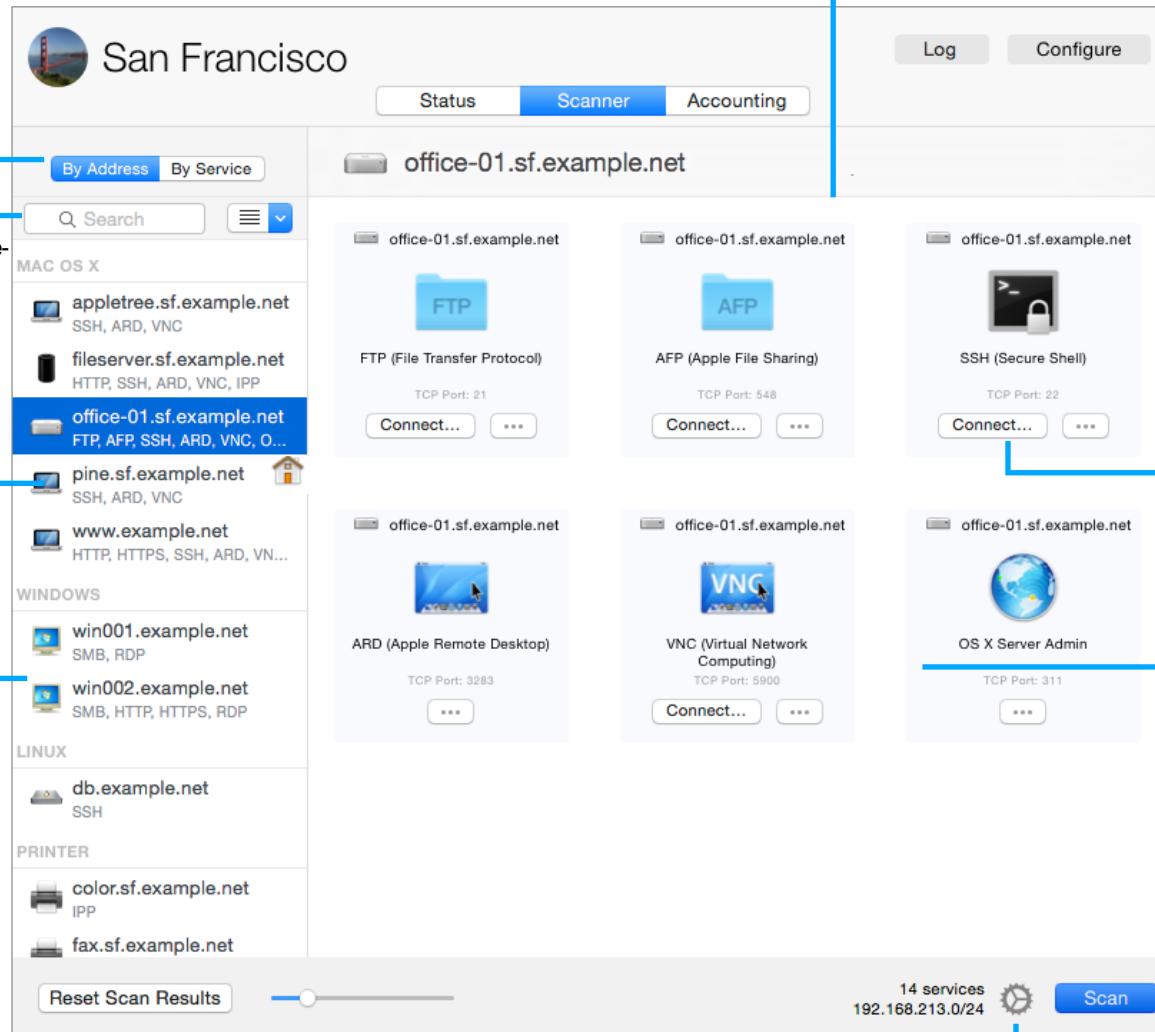 San Francisco
Log
Configure
Status
Scanner
Accounting
By Address
By Service
office-01.sf.example.net
Search
MAC OS X
appletree.sf.example.net
SSH, ARD, VNC
fileserver.sf.example.net
HTTP, SSH, ARD, VNC, IPP
office-01.sf.example.net
FTP, AFP, SSH, ARD, VNC, O...
pine.sf.example.net
SSH, ARD, VNC
www.example.net
HTTP, HTTPS, SSH, ARD, VN...
WINDOWS
win001.example.net
SMB, RDP
win002.example.net
SMB, HTTP, HTTPS, RDP
LINUX
db.example.net
SSH
PRINTER
color.sf.example.net
IPP
fax.sf.example.net
office-01.sf.example.net
FTP
FTP (File Transfer Protocol)
TCP Port: 21
Connect...
office-01.sf.example.net
AFP
AFP (Apple File Sharing)
TCP Port: 548
Connect...
office-01.sf.example.net
>_
SSH (Secure Shell)
TCP Port: 22
Connect...
office-01.sf.example.net
ARD (Apple Remote Desktop)
TCP Port: 3283
office-01.sf.example.net
VNC
VNC (Virtual Network
Computing)
TCP Port: 5900
Connect...
office-01.sf.example.net
OS X Server Admin
TCP Port: 311
Reset Scan Results
14 services
192.168.213.0/24
Scan